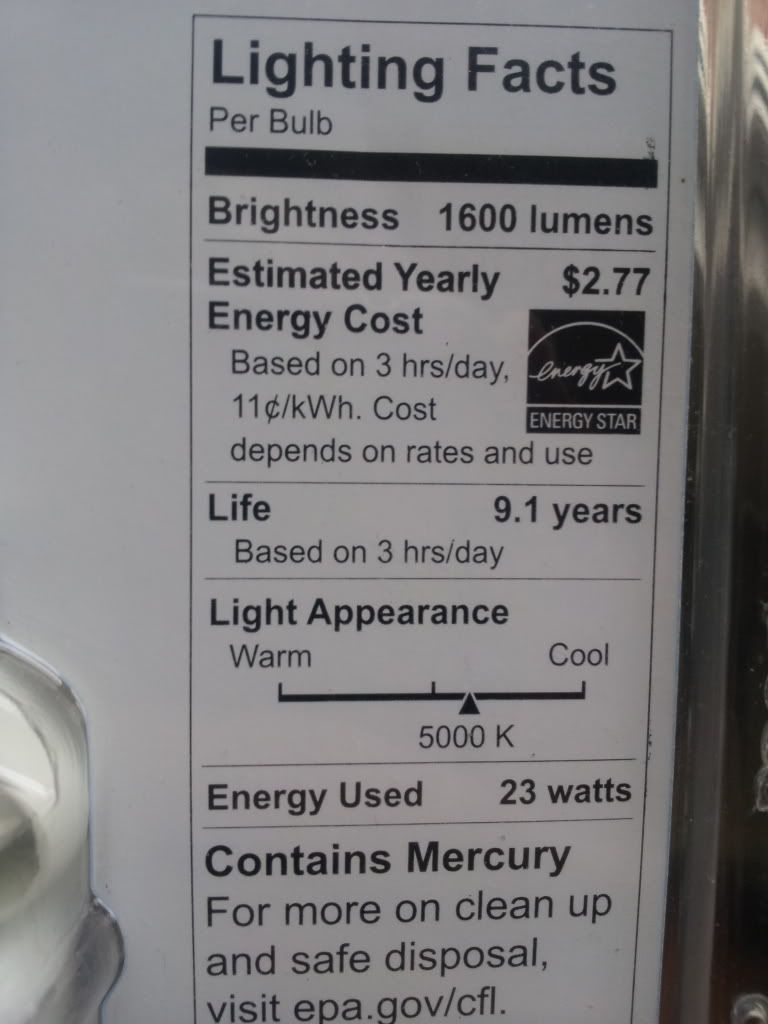 Lighting Facts
Per Bulb
Brightness 1600 lumens
Estimated Yearly $2.77
Energy Cost
Based on 3 hrs/day,
11¢/kWh. Cost
depends on rates and use
energy
ENERGY STAR
Life 9.1 years
Based on 3 hrs/day
Light Appearance
Warm Cool
5000 K
Energy Used 23 watts
Contains Mercury
For more on clean up
and safe disposal,
visit epa.gov/cfl.